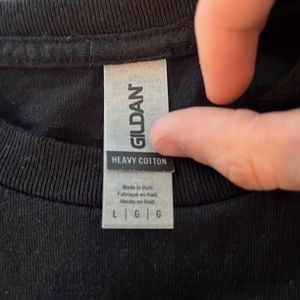 GILDAN
HEAVY COTTON
Made in Haiti
Fabriqué en Haïti
Hecho en Haití
L | G | G